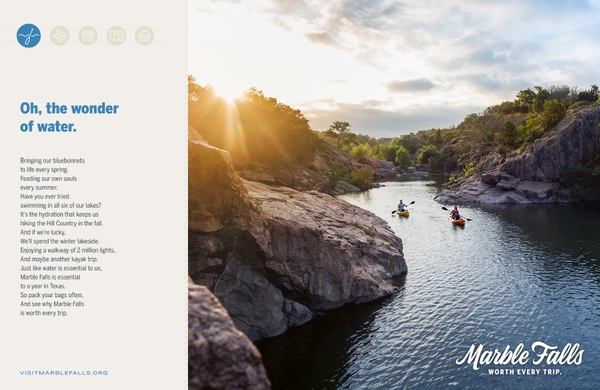 Oh, the wonder
of water.
Bringing our bluebonnets
to life every spring.
Feeding our own souls
every summer.
Have you ever tried
swimming in all six of our lakes?
It's the hydration that keeps us
hiking the Hill Country in the fall.
And if we're lucky,
We'll spend the winter lakeside.
Enjoying a walkway of 2 million lights,
And maybe another kayak trip.
Just like water is essential to us,
Marble Falls is essential
to a year in Texas.
So pack your bags often.
And see why Marble Falls
is worth every trip.
VISITMARBLEFALLS.ORG
Marble Falls
WORTH EVERY TRIP.